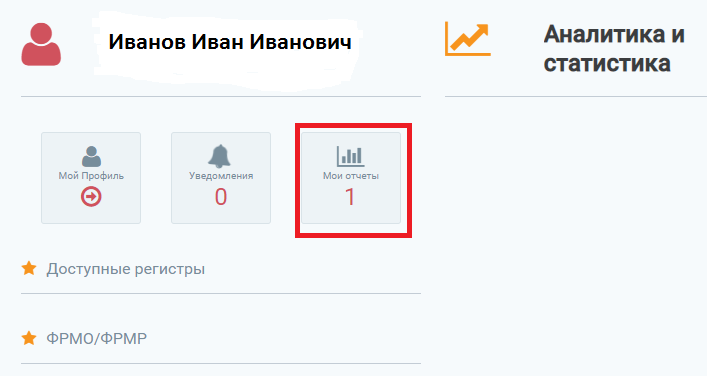 Иванов Иван Иванович
Аналитика и
статистика
Мой Профиль
Уведомления
0
Мои отчеты
1
Доступные регистры
ФРМО/ФРМР